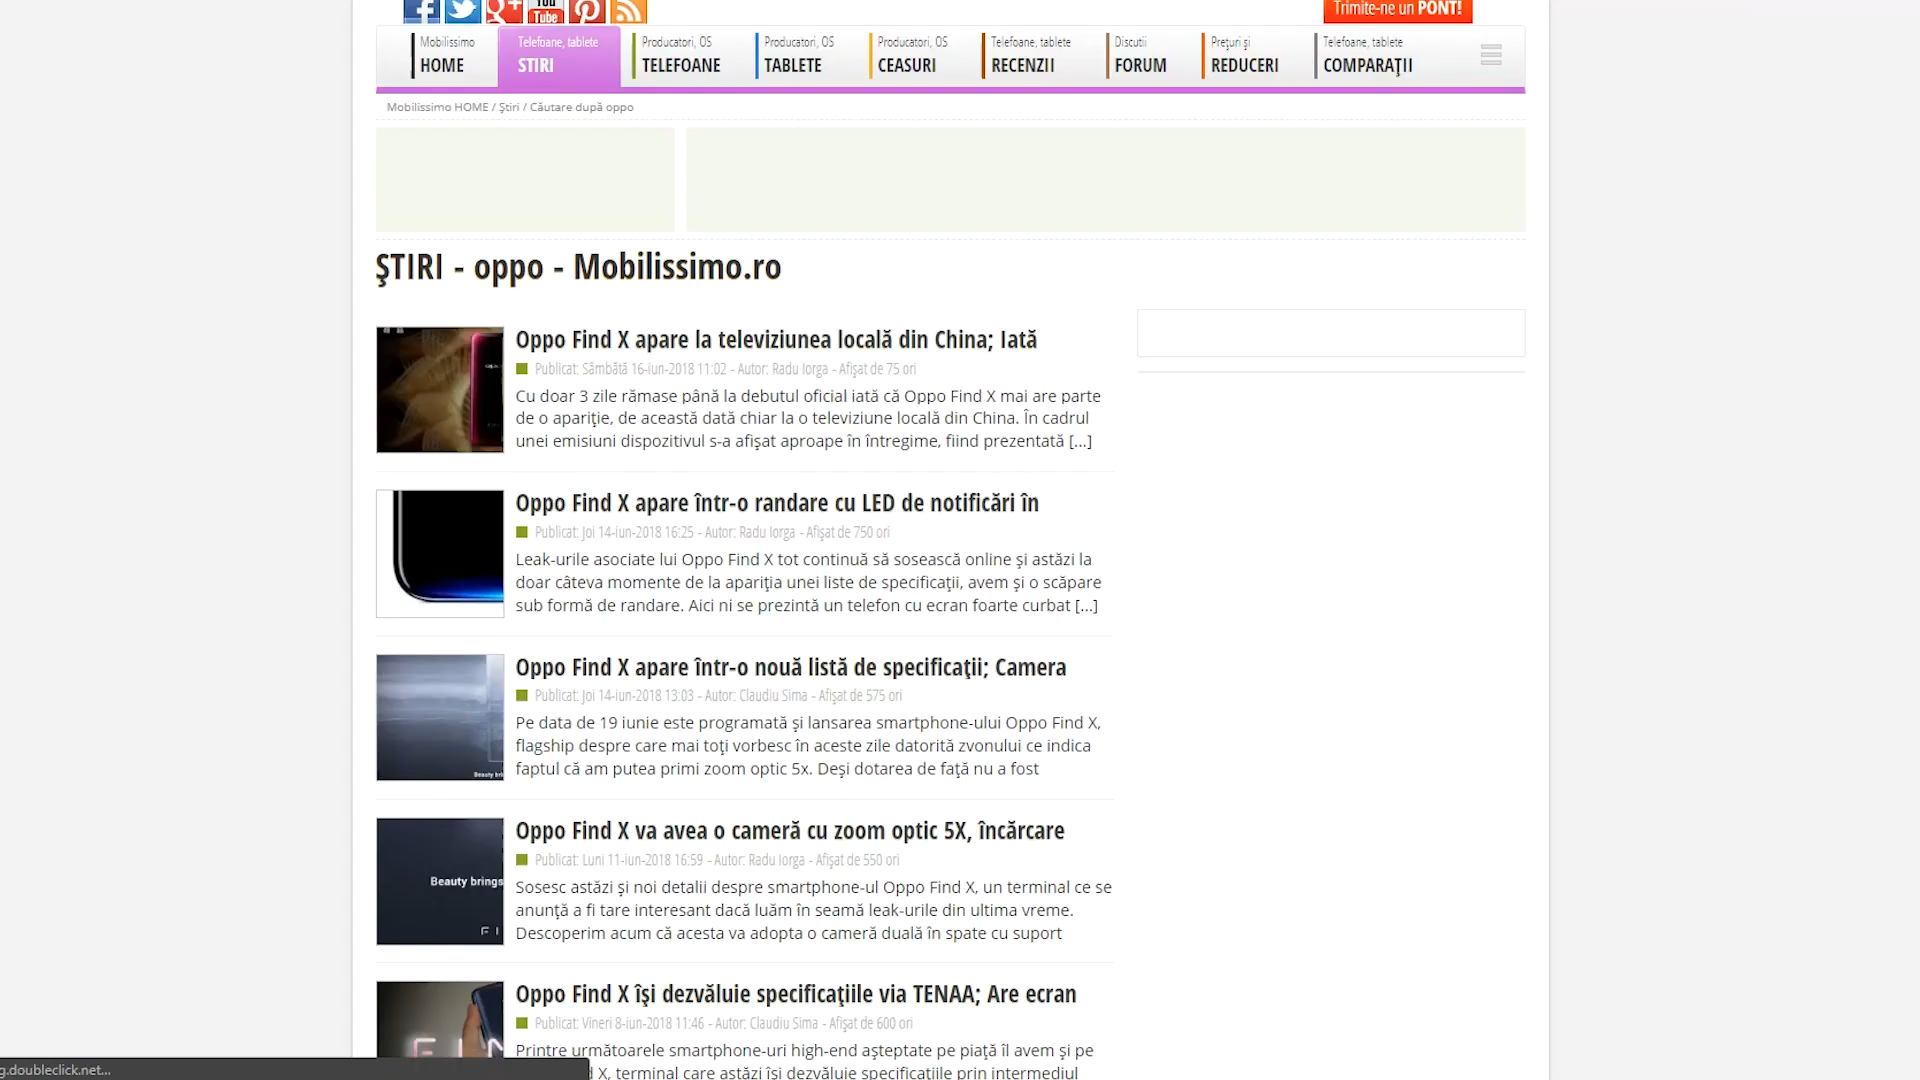 You
Tube
Trimite-ne un PONT!
Mobilissimo
HOME
Telefoane, tablete
STIRI
Producatori, OS
TELEFOANE
Producatori, OS
TABLETE
Producatori, OS
CEASURI
Telefoane, tablete
RECENZII
Discutii
FORUM
Preţuri şi
REDUCERI
Telefoane, tablete
COMPARAŢII
Mobilissimo HOME / Ştiri / Căutare după oppo
ŞTIRI - oppo - Mobilissimo.ro
Oppo Find X apare la televiziunea locală din China; Iată
Publicat: Sâmbătă 16-iun-2018 11:02 - Autor: Radu Iorga - Afişat de 75 ori
Cu doar 3 zile rămase până la debutul oficial iată că Oppo Find X mai are parte
de o apariţie, de această dată chiar la o televiziune locală din China. În cadrul
unei emisiuni dispozitivul s-a afişat aproape în întregime, fiind prezentată [...]
Oppo Find X apare într-o randare cu LED de notificări în
Publicat: Joi 14-iun-2018 16:25 - Autor: Radu Iorga - Afişat de 750 ori
Leak-urile asociate lui Oppo Find X tot continuă să sosească online şi astăzi la
doar câteva momente de la apariţia unei liste de specificaţii, avem şi o scăpare
sub formă de randare. Aici ni se prezintă un telefon cu ecran foarte curbat [...]
Oppo Find X apare într-o nouă listă de specificaţii; Camera
Publicat: Joi 14-iun-2018 13:03 - Autor: Claudiu Sima - Afişat de 575 ori
Pe data de 19 iunie este programată şi lansarea smartphone-ului Oppo Find X,
flagship despre care mai toţi vorbesc în aceste zile datorită zvonului ce indica
faptul că am putea primi zoom optic 5x. Deşi dotarea de faţă nu a fost
Beauty bri
Oppo Find X va avea o cameră cu zoom optic 5X, încărcare
Publicat: Luni 11-iun-2018 16:59 - Autor: Radu Iorga - Afişat de 550 ori
Sosesc astăzi şi noi detalii despre smartphone-ul Oppo Find X, un terminal ce se
anunţă a fi tare interesant dacă luăm în seamă leak-urile din ultima vreme.
Descoperim acum că acesta va adopta o cameră duală în spate cu suport
Beauty brings
F I
Oppo Find X îşi dezvăluie specificaţiile via TENAA; Are ecran
Publicat: Vineri 8-iun-2018 11:46 - Autor: Claudiu Sima - Afişat de 600 ori
Printre următoarele smartphone-uri high-end aşteptate pe piaţă îl avem şi pe
X, terminal care astăzi îşi dezvăluie specificaţiile prin intermediul
FIN
g.doubleclick.net...